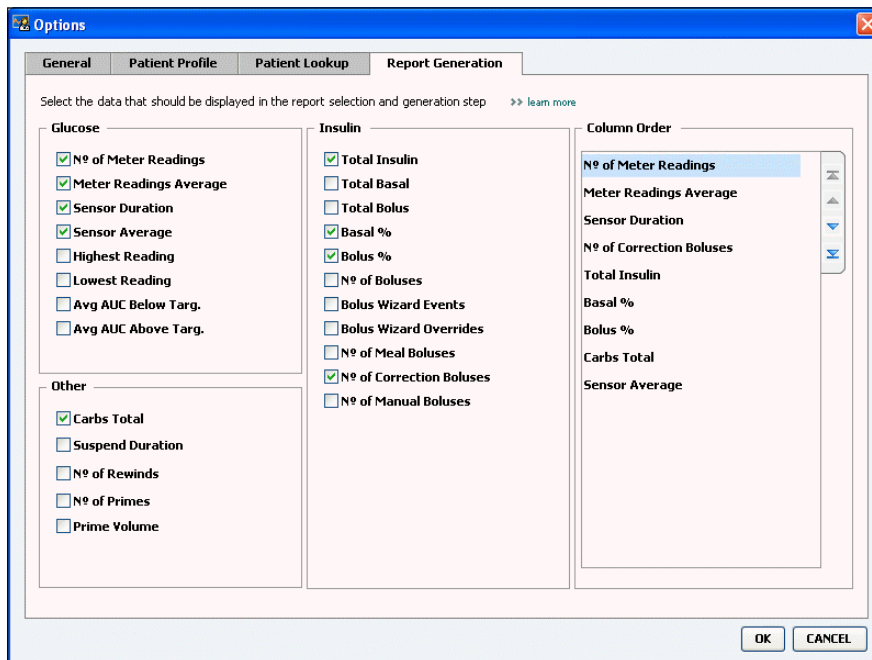 Options
General
Patient Profile
Patient Lookup
Report Generation
Select the data that should be displayed in the report selection and generation step >> learn more
Glucose
Nº of Meter Readings
Meter Readings Average
Sensor Duration
Sensor Average
Highest Reading
Lowest Reading
Avg AUC Below Targ.
Avg AUC Above Targ.
Other
Carbs Total
Suspend Duration
Nº of Rewinds
Nº of Primes
Prime Volume
Insulin
Total Insulin
Total Basal
Total Bolus
Basal %
Bolus %
Nº of Boluses
Bolus Wizard Events
Bolus Wizard Overrides
Nº of Meal Boluses
Nº of Correction Boluses
Nº of Manual Boluses
Column Order
Nº of Meter Readings
Meter Readings Average
Sensor Duration
Nº of Correction Boluses
Total Insulin
Basal %
Bolus %
Carbs Total
Sensor Average
OK
CANCEL